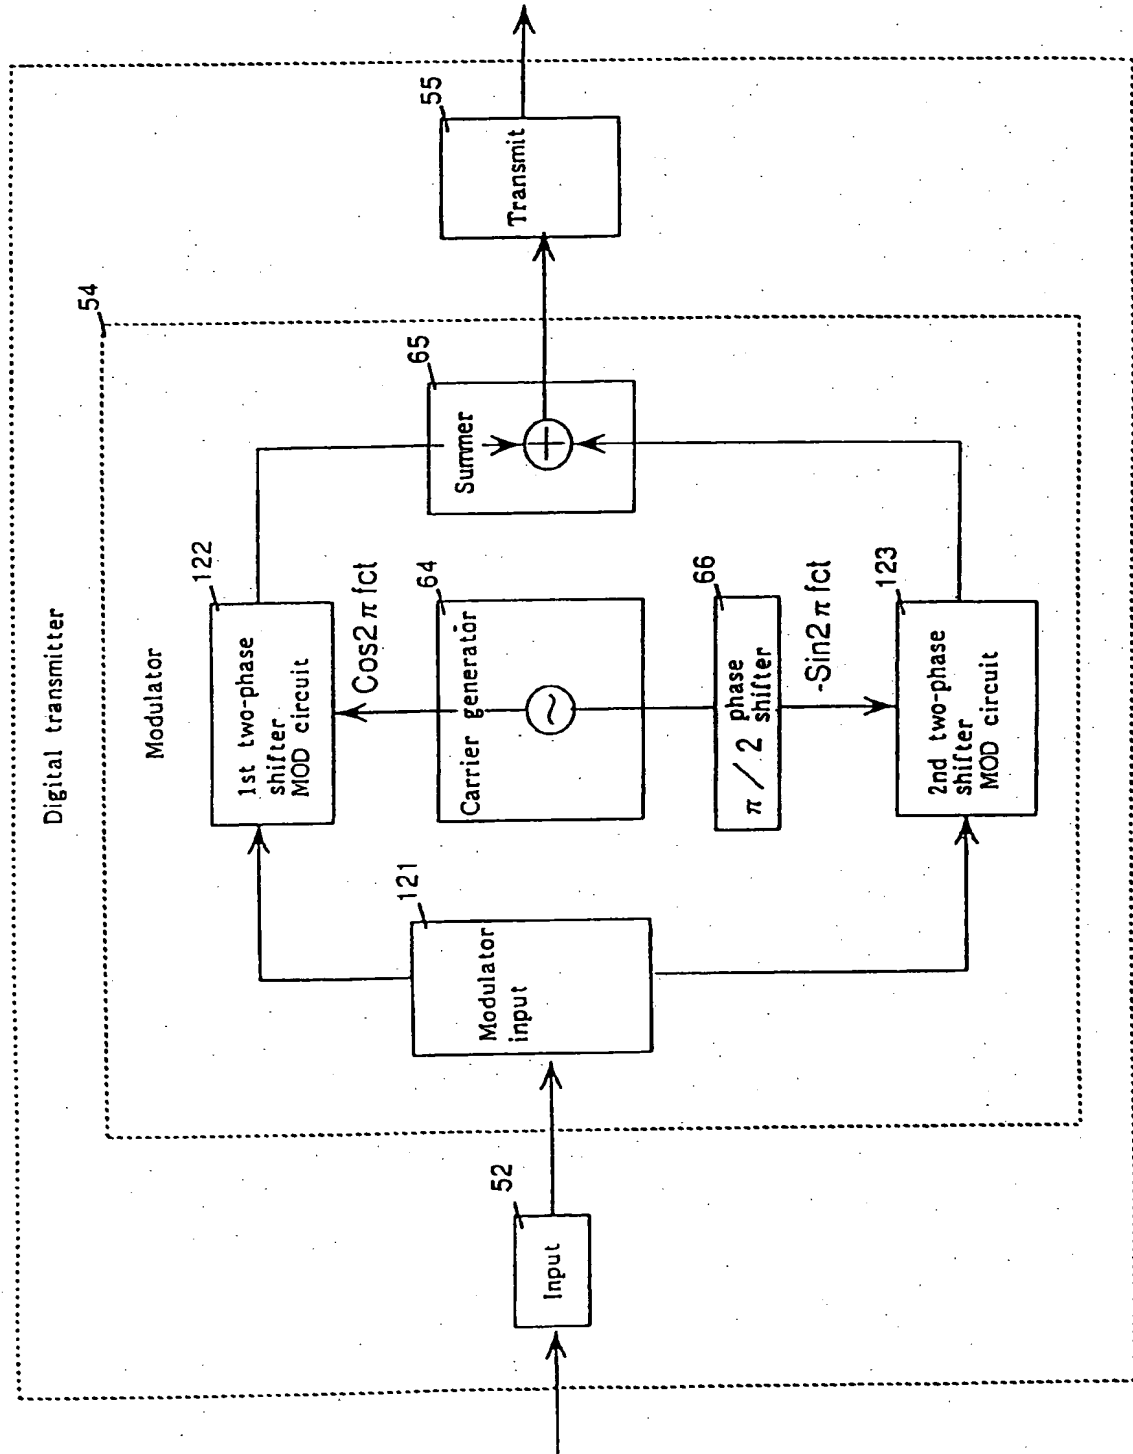 Digital transmitter
Modulator
54
122
1st two-phase
shifter
MOD circuit
Cos2πfct
65
Summer
55
Transmit
121
Modulator
input
64
Carrier generator
52
Input
66
π/2 phase
shifter
-Sin2πfct
123
2nd two-phase
shifter
MOD circuit